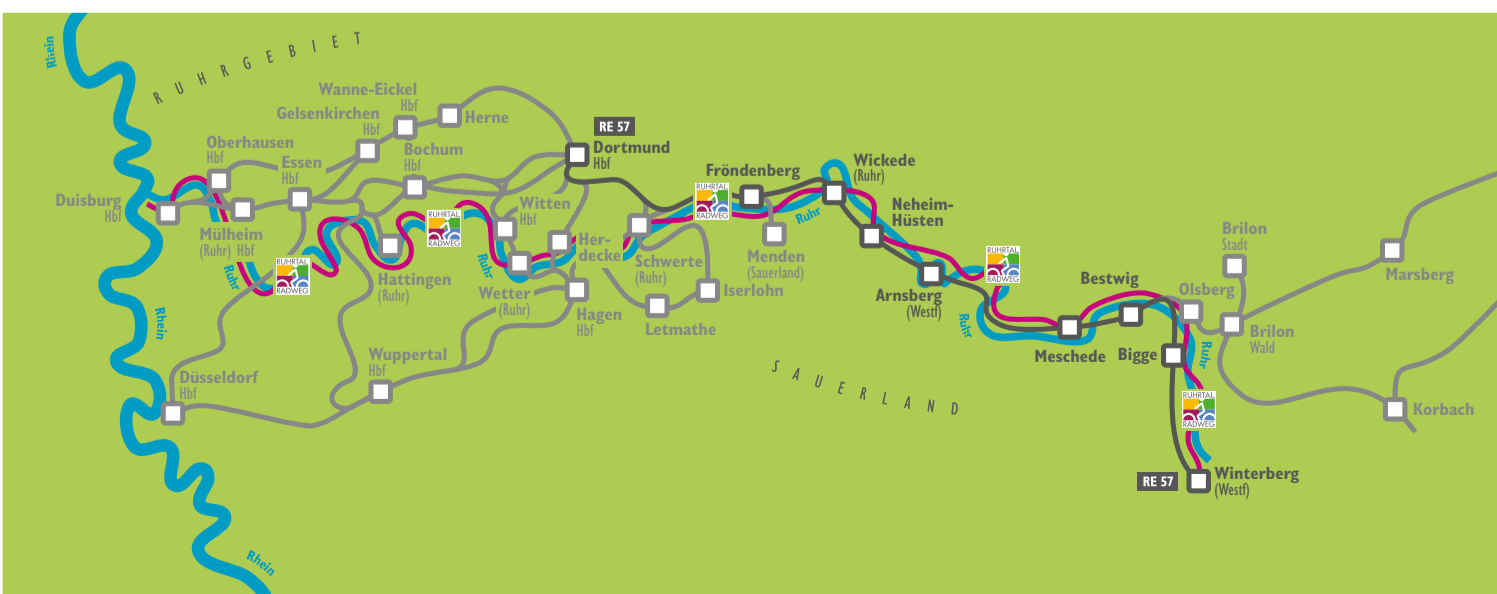 Rhein
RUHRGEBIET
Wanne-Eickel
Hbf
Gelsenkirchen
Hbf
Herne
RE 57
Dortmund
Hbf
Oberhausen
Hbf
Essen
Hbf
Bochum
Hbf
Duisburg
Hbf
Mülheim
(Ruhr) Hbf
Ruhr
RUHRTAL
RADWEG
Hattingen
(Ruhr)
RUHRTAL
RADWEG
Ruhr
Witten
Hbf
Wetter
(Ruhr)
Her-
decke
Hagen
Hbf
Schwerte
(Ruhr)
Letmathe
Iserlohn
RUHRTAL
RADWEG
Fröndenberg
Menden
(Sauerland)
Ruhr
Wickede
(Ruhr)
Neheim-
Hüsten
Arnsberg
(Westf)
RUHRTAL
RADWEG
Ruhr
Meschede
Bestwig
Bigge
Olsberg
Ruhr
Brilon
Stadt
Brilon
Wald
Marsberg
Korbach
RUHRTAL
RADWEG
RE 57
Winterberg
(Westf)
SAUERLAND
Rhein
Wuppertal
Hbf
Düsseldorf
Hbf
Rhein